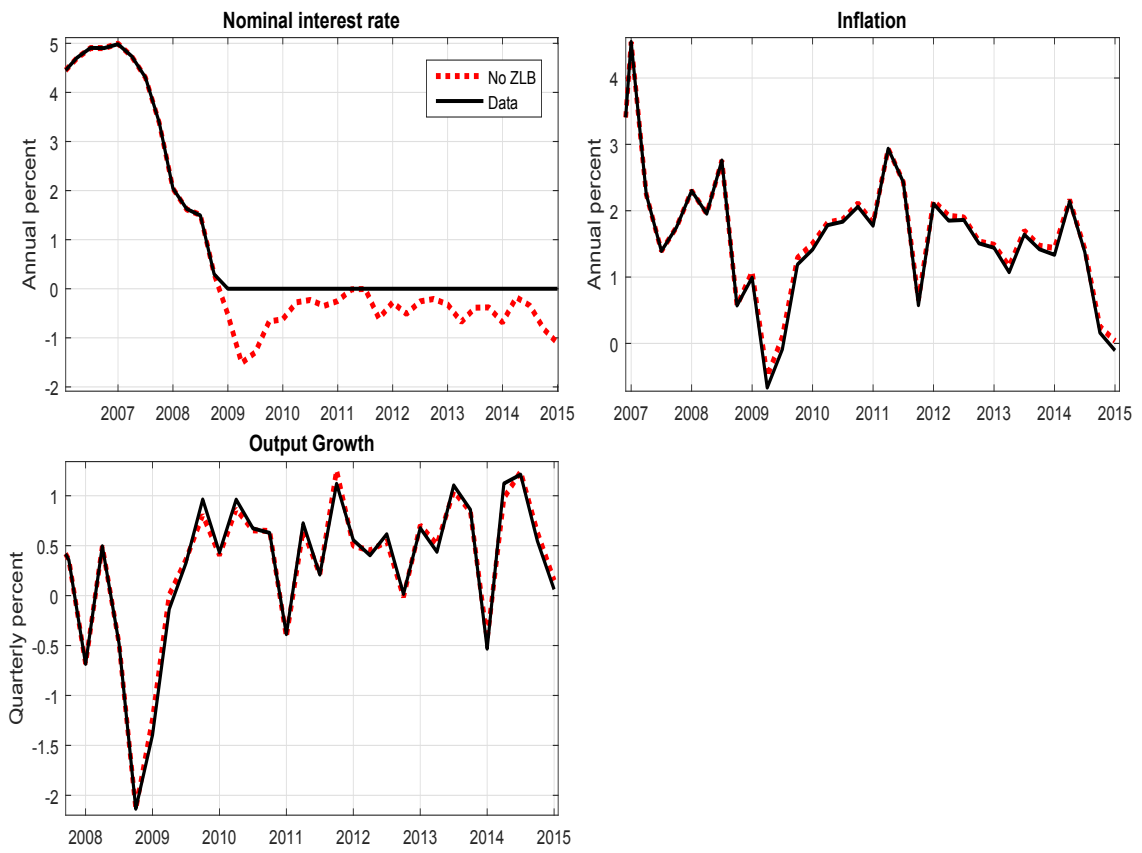 Nominal interest rate
Annual percent
5
4
3
2
1
0
-1
-2
No ZLB
Data
2007 2008 2009 2010 2011 2012 2013 2014 2015
Inflation
Annual percent
4
3
2
1
0
2007 2008 2009 2010 2011 2012 2013 2014 2015
Output Growth
Quarterly percent
1
0.5
0
-0.5
-1
-1.5
-2
2008 2009 2010 2011 2012 2013 2014 2015